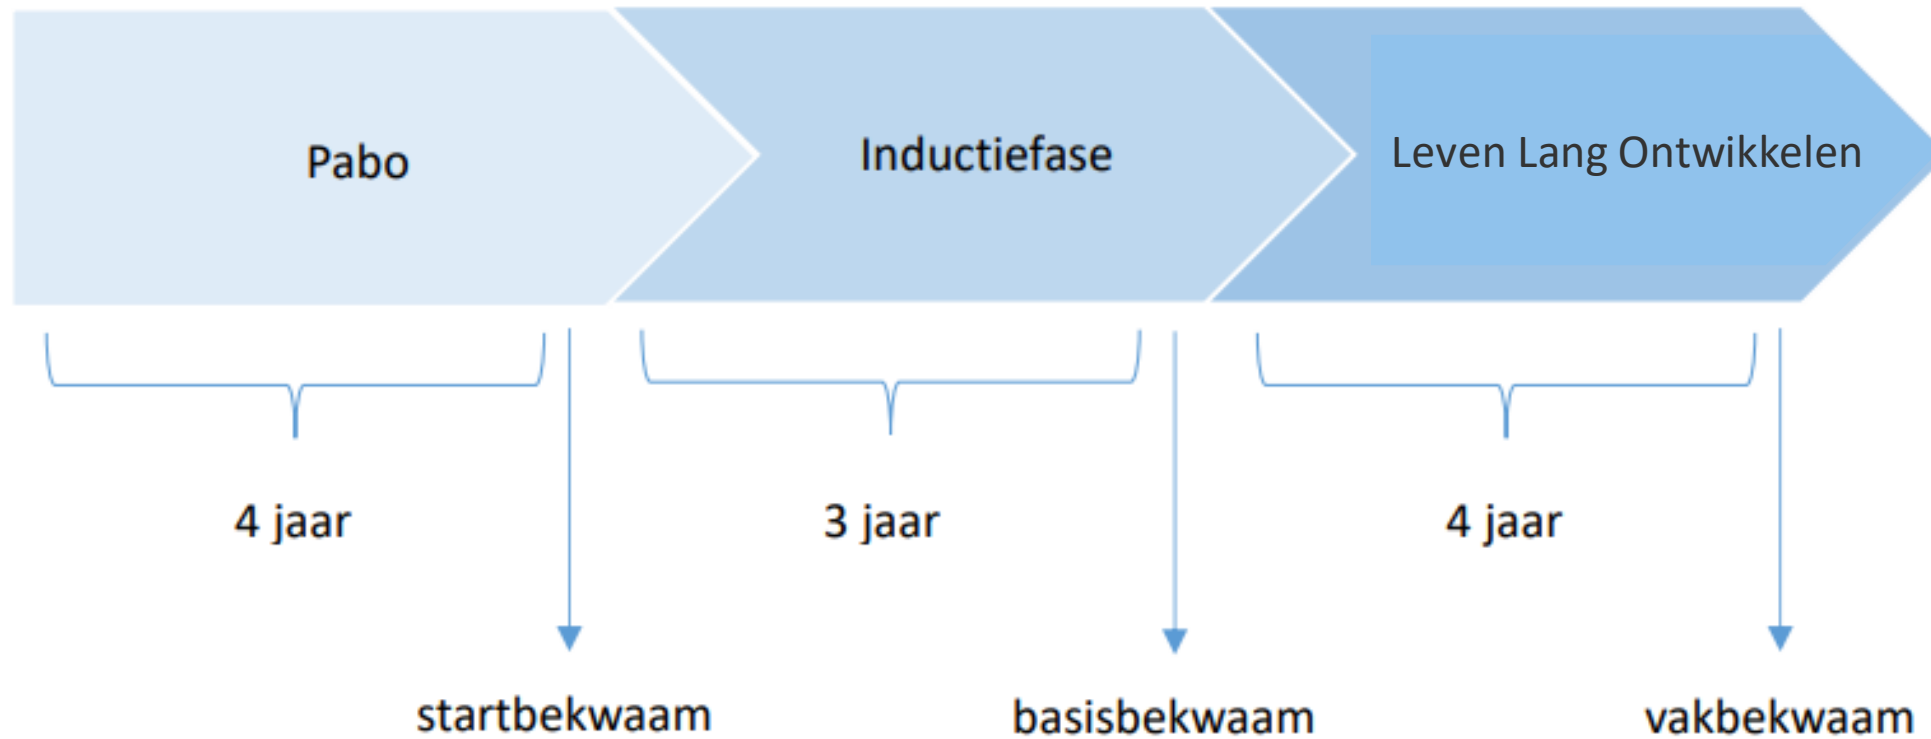 Pabo
Inductiefase
Leven Lang Ontwikkelen
4 jaar
3 jaar
4 jaar
startbekwaam
basisbekwaam
vakbekwaam